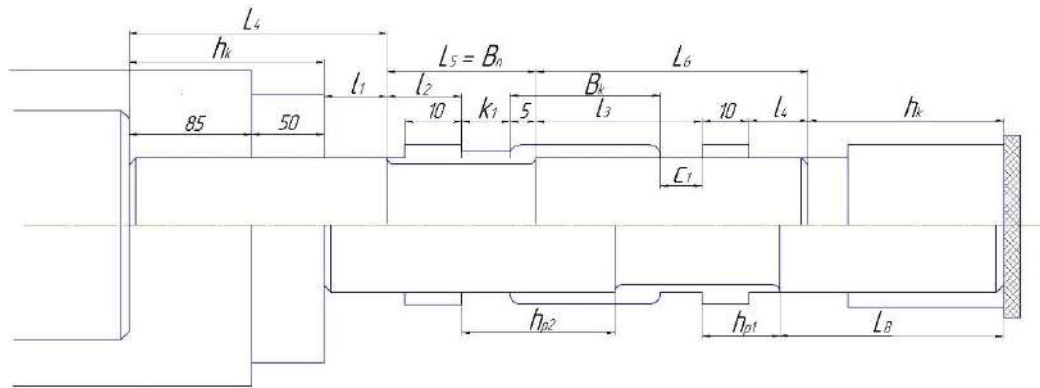 L₄
hₖ
L₅ = Bₙ
L₆
l₁
l₂
Bₖ
10
k₁
5
l₃
10
l₄
hₖ
85
50
c₁
hₚ₂
hₚ₁
L_B